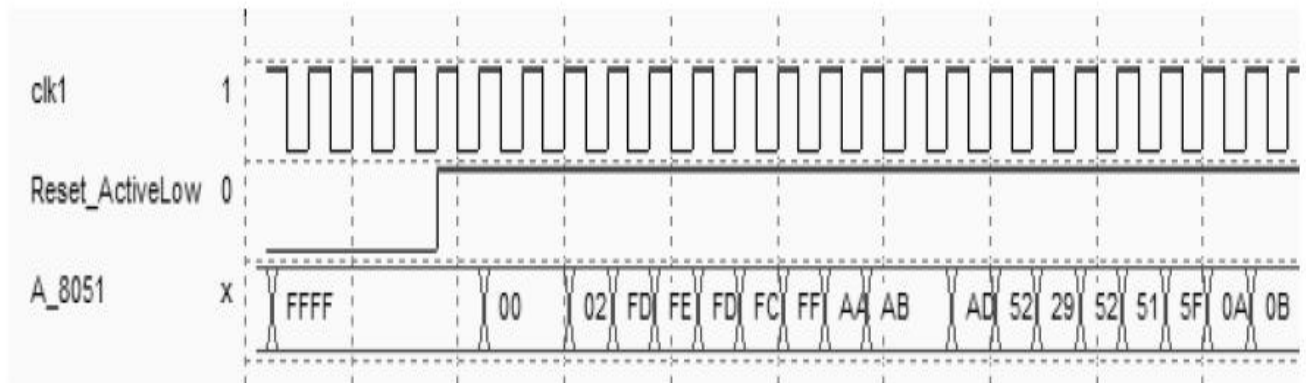 clk1 1
Reset_ActiveLow 0
A_8051 x FFFF 00 02 FD FE FD FC FF AA AB AD 52 29 52 51 5F 0A 0B